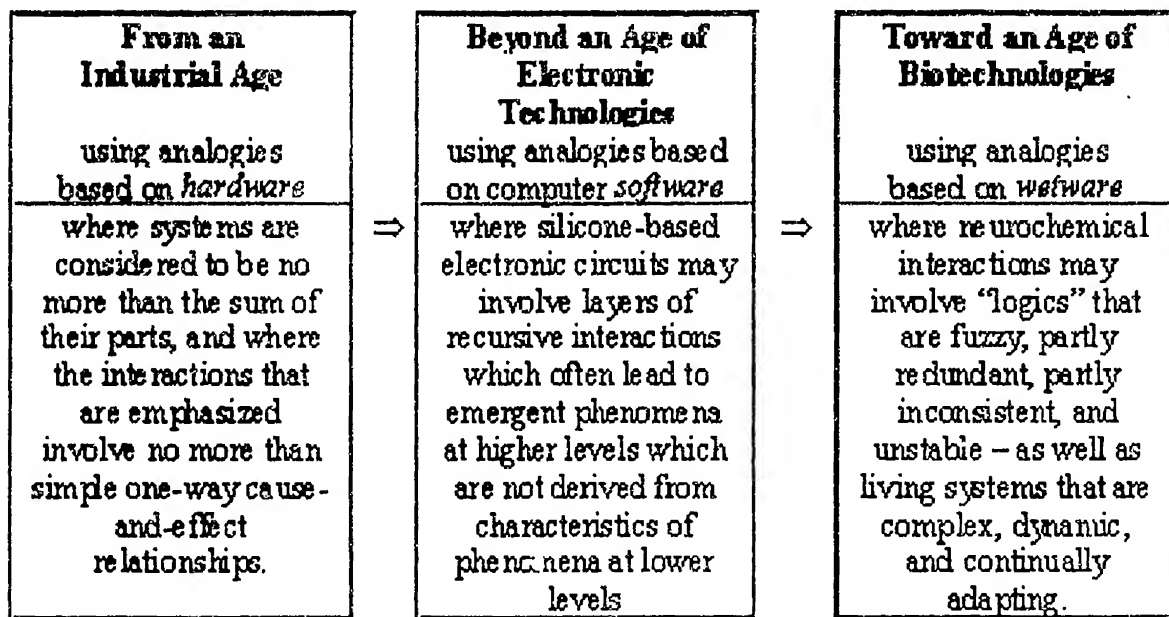 From an
Industrial Age
using analogies
based on hardware
where systems are
considered to be no
more than the sum of
their parts, and where
the interactions that
are emphasized
involve no more than
simple one-way cause-
and-effect
relationships.
⇒
Beyond an Age of
Electronic
Technologies
using analogies based
on computer software
where silicone-based
electronic circuits may
involve layers of
recursive interactions
which often lead to
emergent phenomena
at higher levels which
are not derived from
characteristics of
phenomena at lower
levels
⇒
Toward an Age of
Biotechnologies
using analogies
based on wetware
where neurochemical
interactions may
involve “logics” that
are fuzzy, partly
redundant, partly
inconsistent, and
unstable – as well as
living systems that are
complex, dynamic,
and continually
adapting.